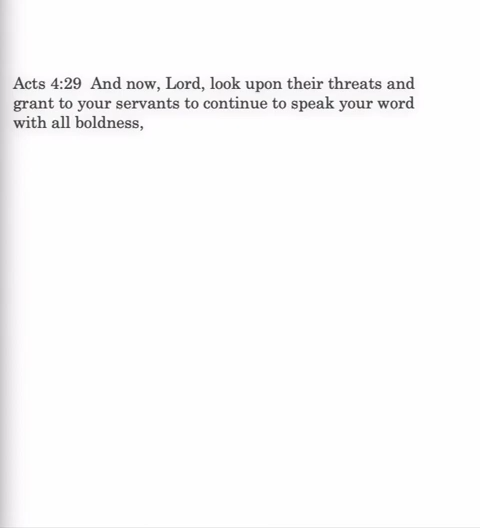 Acts 4:29  And now, Lord, look upon their threats and
grant to your servants to continue to speak your word
with all boldness,